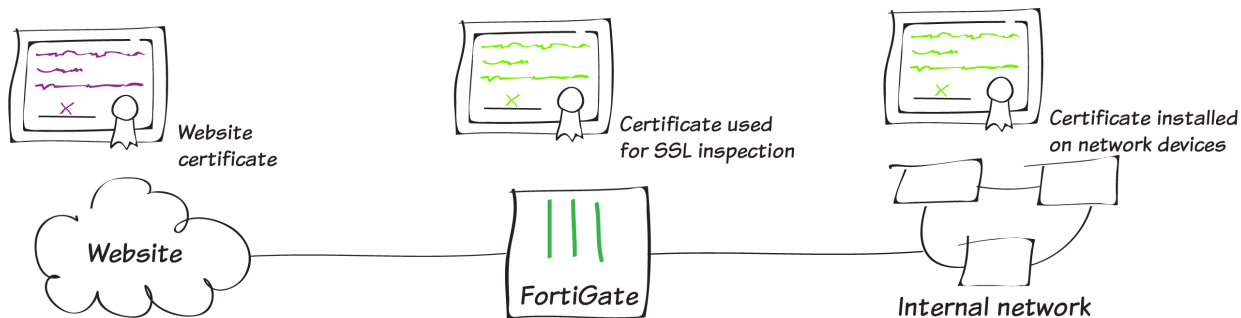 Website
certificate
Certificate used
for SSL inspection
Certificate installed
on network devices
Website
FortiGate
Internal network